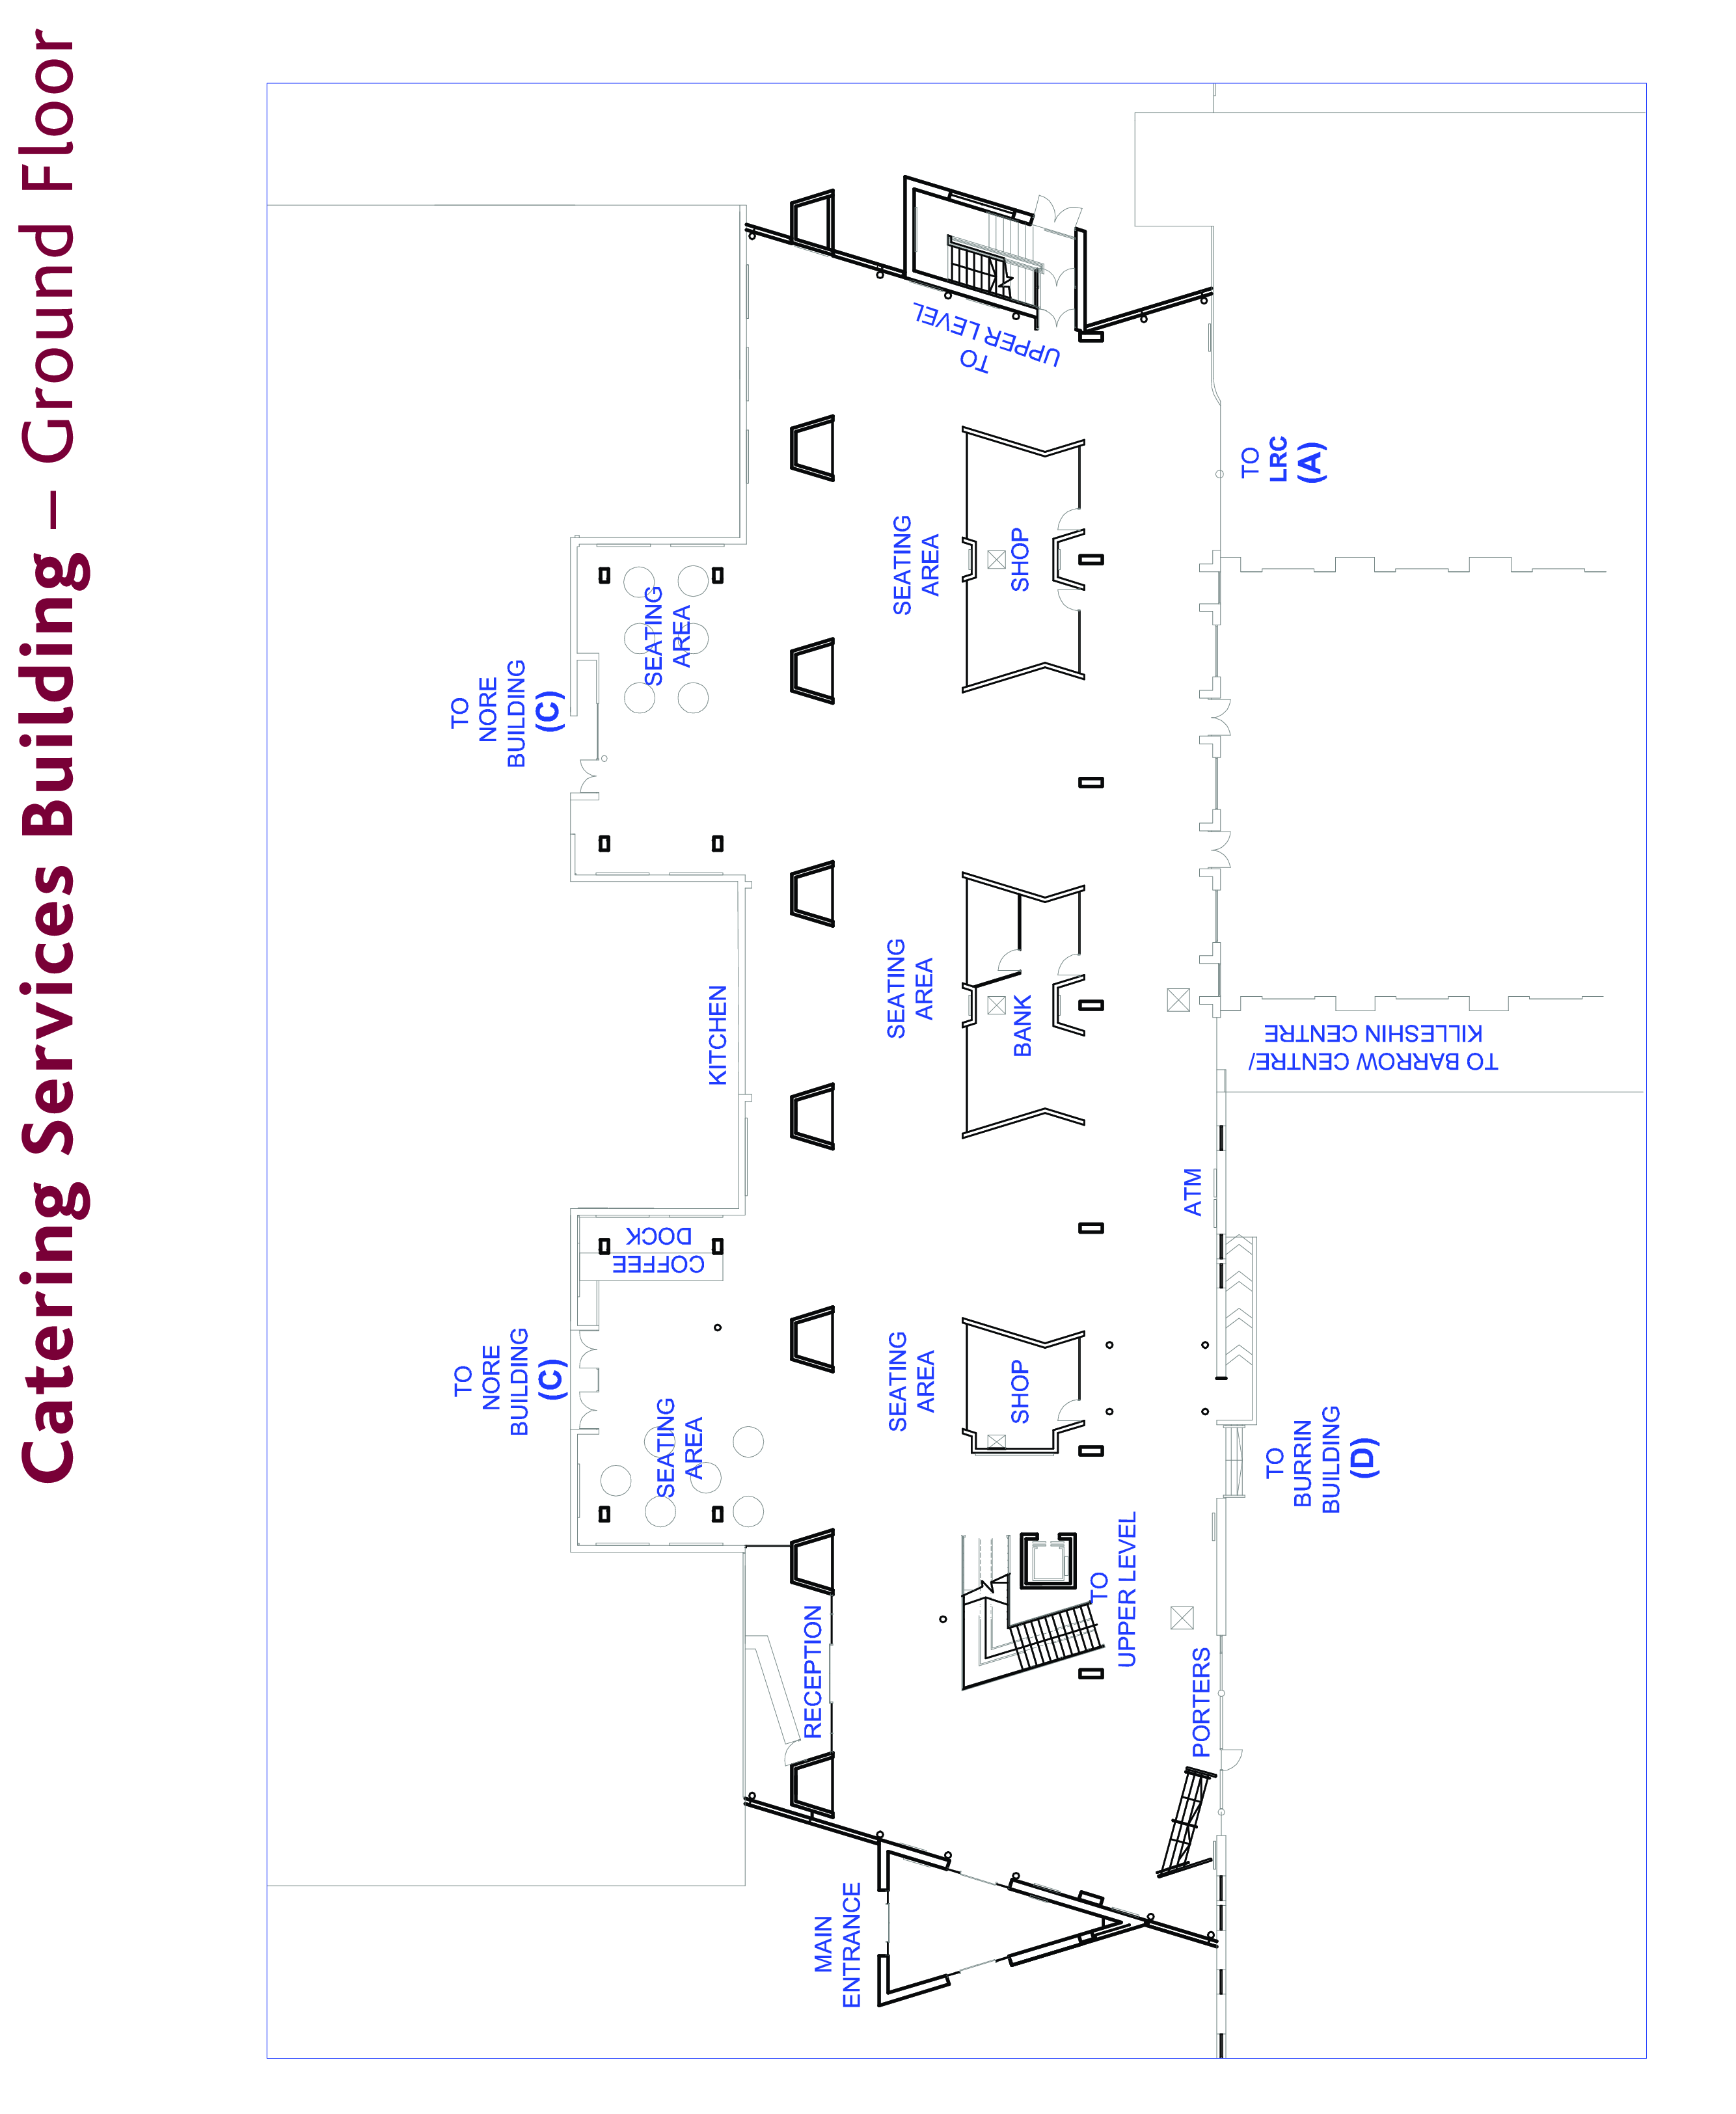 Catering Services Building – Ground Floor
TO
NORE
BUILDING
(C)
TO
NORE
BUILDING
(C)
SEATING
AREA
COFFEE
DOCK
KITCHEN
SEATING
AREA
MAIN
ENTRANCE
RECEPTION
SEATING
AREA
SEATING
AREA
SEATING
AREA
SHOP
BANK
SHOP
TO
UPPER LEVEL
TO
UPPER LEVEL
PORTERS
ATM
TO
BURRIN
BUILDING
(D)
TO BARROW CENTRE/
KILLESHIN CENTRE
TO
LRC
(A)